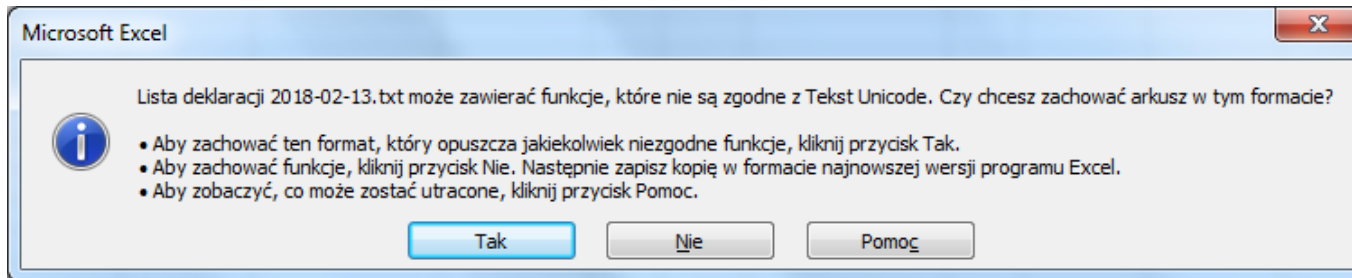 Microsoft Excel
Lista deklaracji 2018-02-13.txt może zawierać funkcje, które nie są zgodne z Tekst Unicode. Czy chcesz zachować arkusz w tym formacie?
• Aby zachować ten format, który opuszcza jakiekolwiek niezgodne funkcje, kliknij przycisk Tak.
• Aby zachować funkcje, kliknij przycisk Nie. Następnie zapisz kopię w formacie najnowszej wersji programu Excel.
• Aby zobaczyć, co może zostać utracone, kliknij przycisk Pomoc.
Tak Nie Pomoc